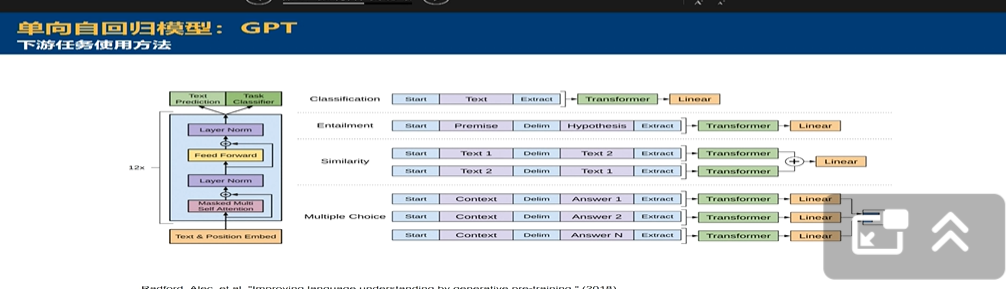 单向自回归模型：GPT
下游任务使用方法
Text Prediction
Task Classifier
Layer Norm
Feed Forward
12x
Layer Norm
Masked Multi Self Attention
Text & Position Embed
Classification Start Text Extract Transformer Linear
Entailment Start Premise Delim Hypothesis Extract Transformer Linear
Similarity
Start Text 1 Delim Text 2 Extract Transformer
Start Text 2 Delim Text 1 Extract Transformer
Linear
Multiple Choice
Start Context Delim Answer 1 Extract Transformer Linear
Start Context Delim Answer 2 Extract Transformer Linear
Start Context Delim Answer N Extract Transformer Linear
Radford, Alec, et al. "Improving language understanding by generative pre-training." (2018)